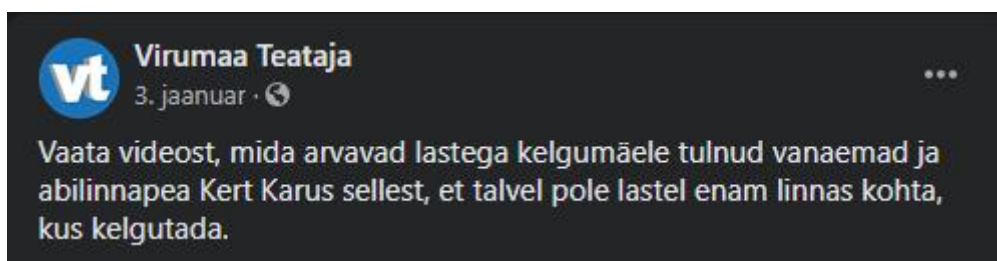 vt
Virumaa Teataja
3. jaanuar ·
Vaata videost, mida arvavad lastega kelgumäele tulnud vanaemad ja
abilinnapea Kert Karus sellest, et talvel pole lastel enam linnas kohta,
kus kelgutada.